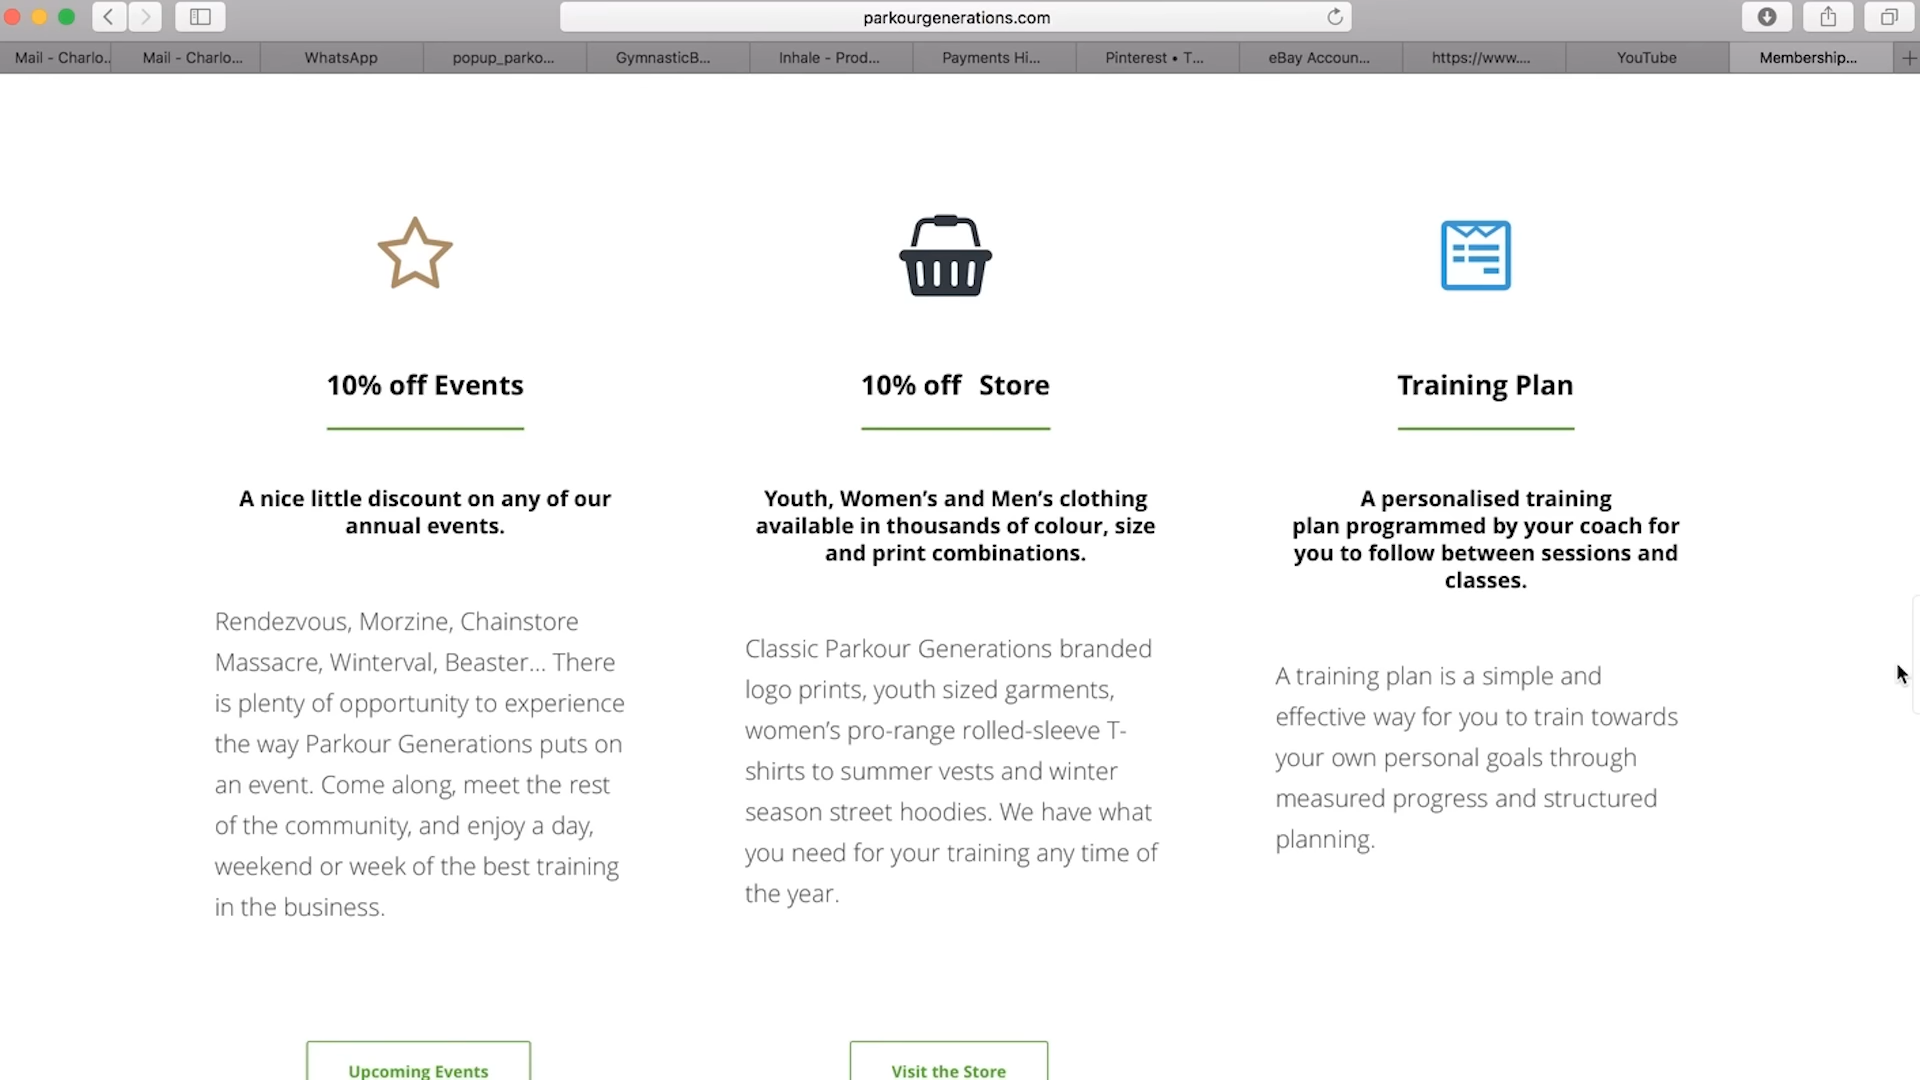 parkourgenerations.com
Mail - Charlo..
Mail - Charlo...
WhatsApp
popup_parko...
GymnasticB...
Inhale - Prod...
Payments Hi...
Pinterest • T...
eBay Accoun...
https://www....
YouTube
Membership...
10% off Events
A nice little discount on any of our
annual events.
Rendezvous, Morzine, Chainstore
Massacre, Winterval, Beaster... There
is plenty of opportunity to experience
the way Parkour Generations puts on
an event. Come along, meet the rest
of the community, and enjoy a day,
weekend or week of the best training
in the business.
Upcoming Events
10% off Store
Youth, Women's and Men's clothing
available in thousands of colour, size
and print combinations.
Classic Parkour Generations branded
logo prints, youth sized garments,
women's pro-range rolled-sleeve T-
shirts to summer vests and winter
season street hoodies. We have what
you need for your training any time of
the year.
Visit the Store
Training Plan
A personalised training
plan programmed by your coach for
you to follow between sessions and
classes.
A training plan is a simple and
effective way for you to train towards
your own personal goals through
measured progress and structured
planning.